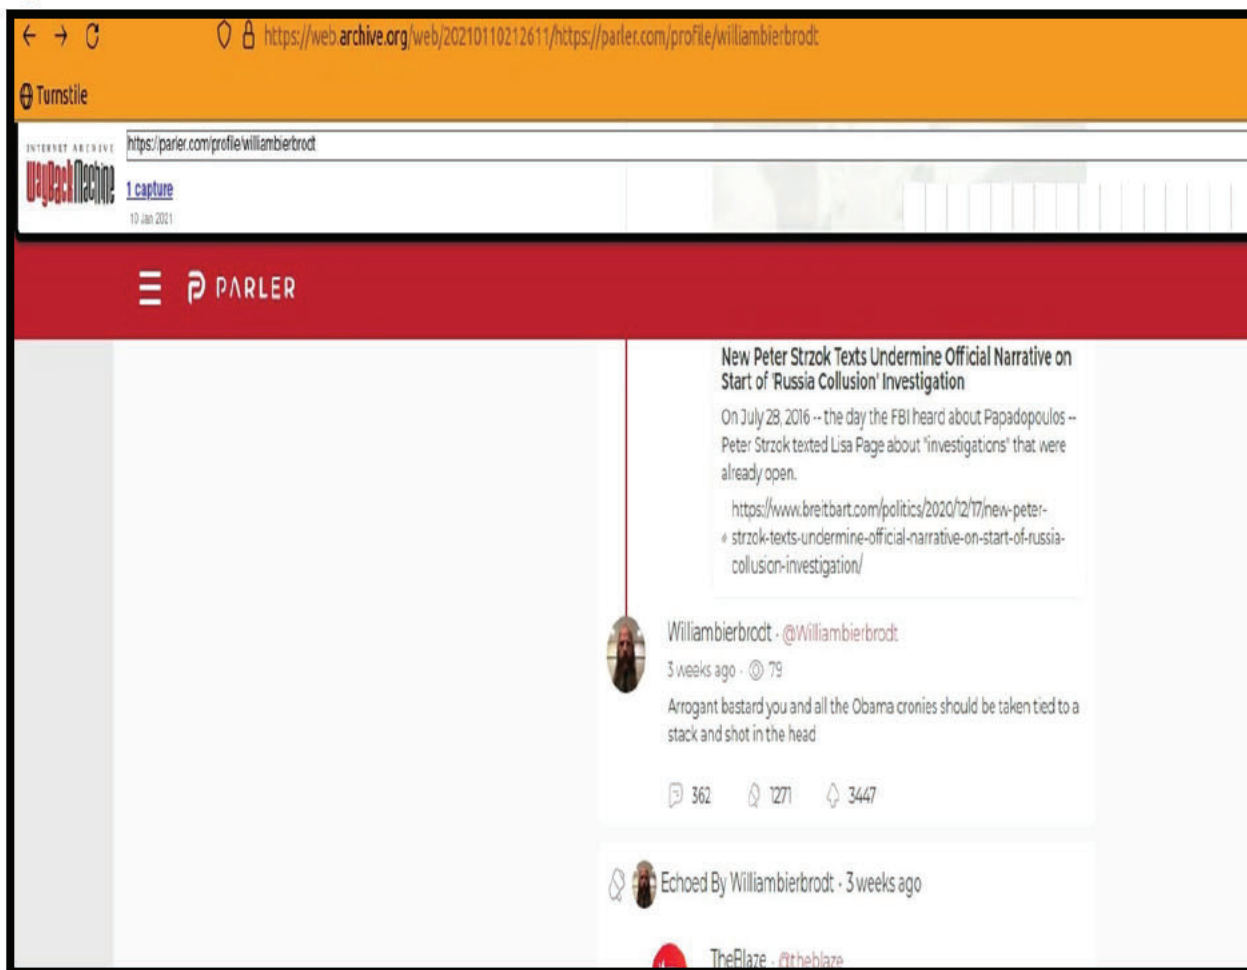 https://web.archive.org/web/20210110212611/https://parler.com/profile/williambierbrodt
Turnstile
INTERNET ARCHIVE
WayBackMachine
https://parler.com/profile/williambierbrodt
1 capture
10 Jan 2021
PARLER
New Peter Strzok Texts Undermine Official Narrative on
Start of 'Russia Collusion' Investigation
On July 28, 2016 -- the day the FBI heard about Papadopoulos --
Peter Strzok texted Lisa Page about "investigations" that were
already open.
https://www.breitbart.com/politics/2020/12/17/new-peter-
strzok-texts-undermine-official-narrative-on-start-of-russia-
collusion-investigation/
Williambierbrodt · @Williambierbrodt
3 weeks ago · 79
Arrogant bastard you and all the Obama cronies should be taken tied to a
stack and shot in the head
362 1271 3447
Echoed By Williambierbrodt · 3 weeks ago
TheBlaze · @theblaze